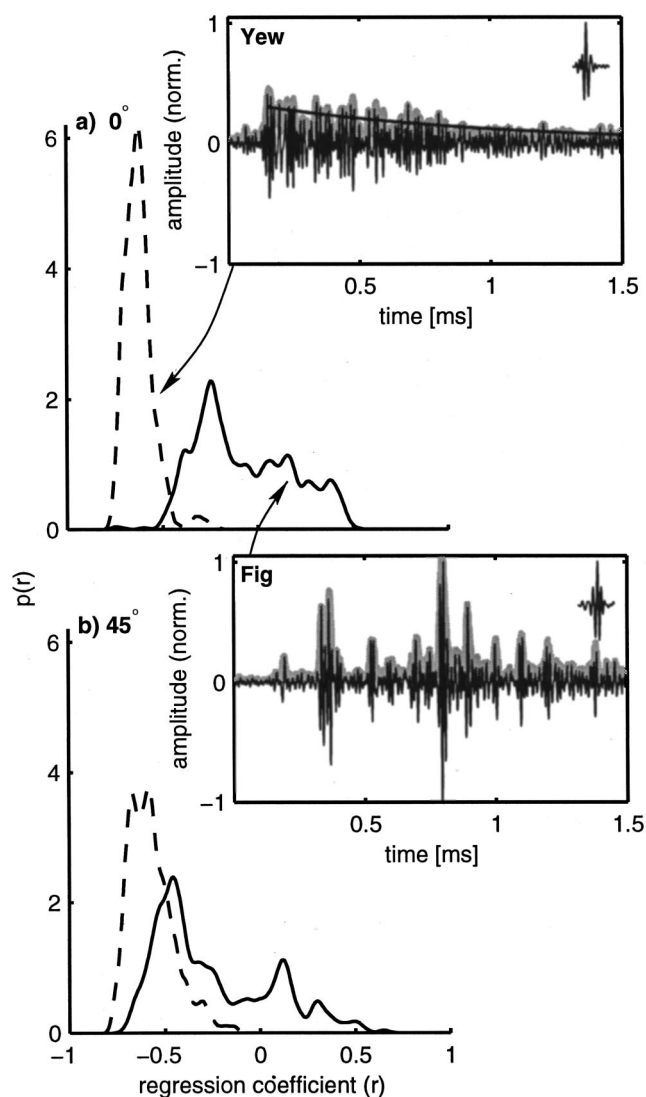 1
Yew
amplitude (norm.)
0
−1
0.5
1
1.5
time [ms]
a) 0°
6
4
2
0
p(r)
1
Fig
amplitude (norm.)
0
−1
0.5
1
1.5
time [ms]
b) 45°
6
4
2
0
−1
−0.5
0
0.5
1
regression coefficient (r)